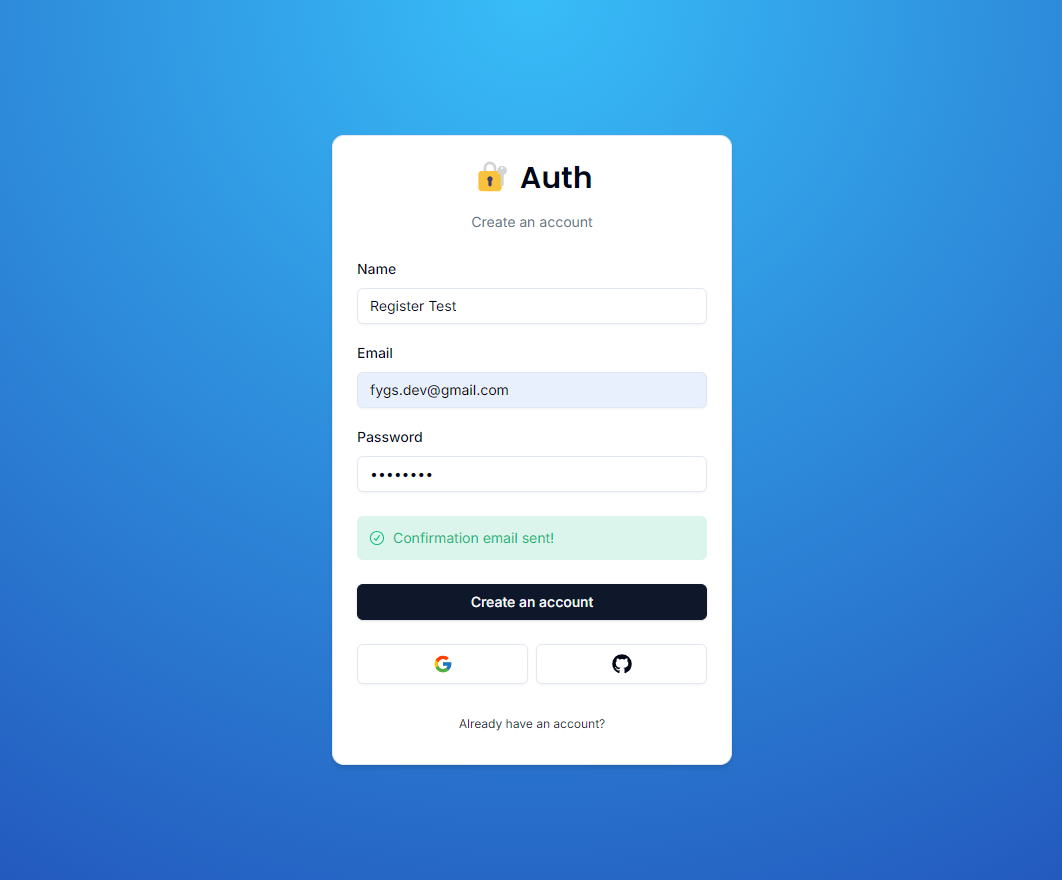 Auth
Create an account
Name
Register Test
Email
fygs.dev@gmail.com
Password
••••••••
Confirmation email sent!
Create an account
Already have an account?